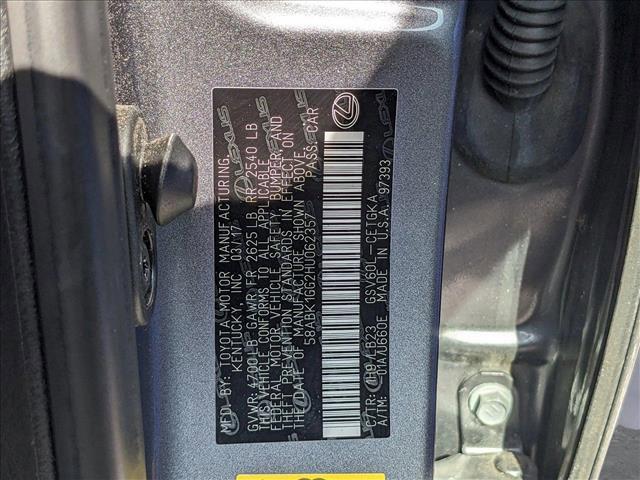 MFD. BY: TOYOTA MOTOR MANUFACTURING,
KENTUCKY, INC. 03/17
GVWR: 4700 LB GAWR: FR 2625 LB RR 2540 LB
THIS VEHICLE CONFORMS TO ALL APPLICABLE
FEDERAL MOTOR VEHICLE SAFETY, BUMPER, AND
THEFT PREVENTION STANDARDS IN EFFECT ON
THE DATE OF MANUFACTURE SHOWN ABOVE.
58ABK1GG2HU062357 PASS. CAR
C/TR: 1H9/LB23 GSV60L-CETGKA
A/TM: 01A/U660E MADE IN U.S.A. 97393
LEXUS